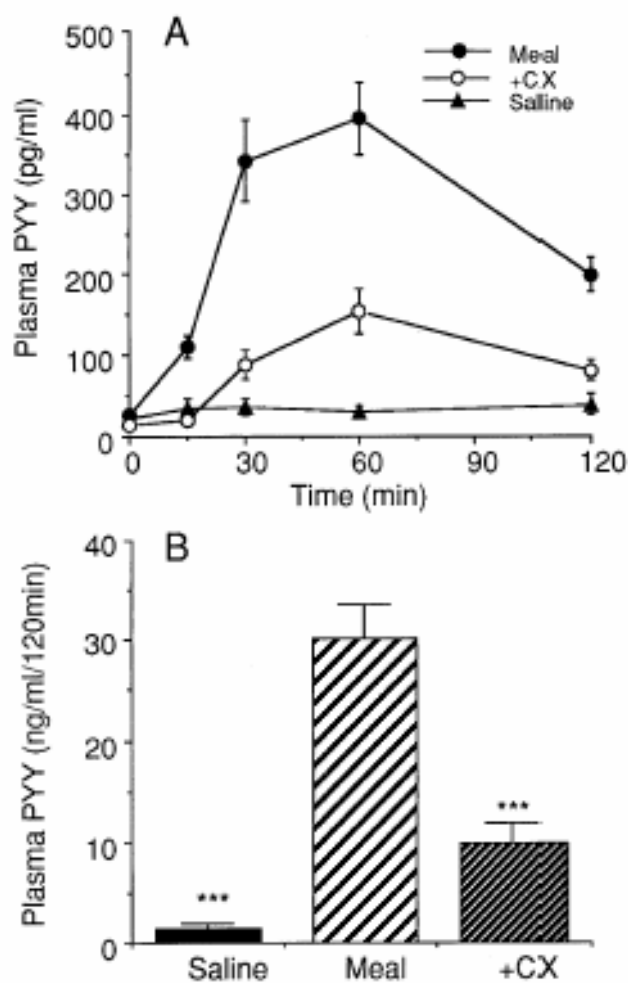 A
500
400
300
200
100
0
Plasma PYY (pg/ml)
Meal
+CX
Saline
0 30 60 90 120
Time (min)
B
40
30
20
10
0
Plasma PYY (ng/ml/120min)
***
***
Saline Meal +CX